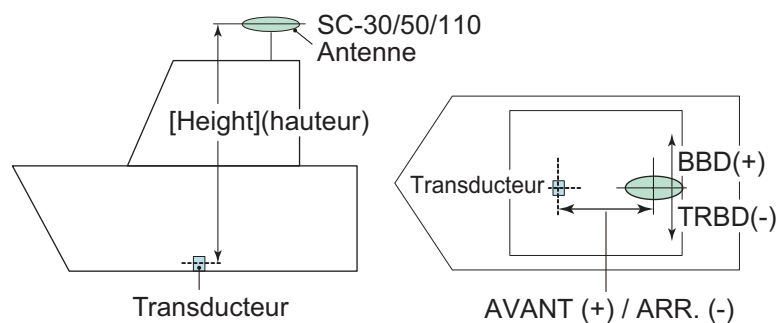 SC-30/50/110
Antenne
[Height](hauteur)
Transducteur
Transducteur
BBD(+)
TRBD(-)
AVANT (+) / ARR. (-)